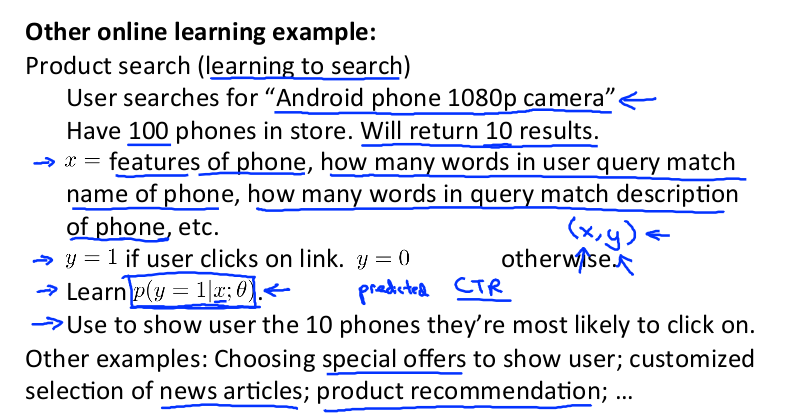 Other online learning example:
Product search (learning to search)
User searches for “Android phone 1080p camera”
Have 100 phones in store. Will return 10 results.
x = features of phone, how many words in user query match
name of phone, how many words in query match description
of phone, etc.
(x,y)
y = 1 if user clicks on link. y = 0 otherwise.
Learn p(y = 1|x; θ). predicted CTR
Use to show user the 10 phones they’re most likely to click on.
Other examples: Choosing special offers to show user; customized
selection of news articles; product recommendation; …